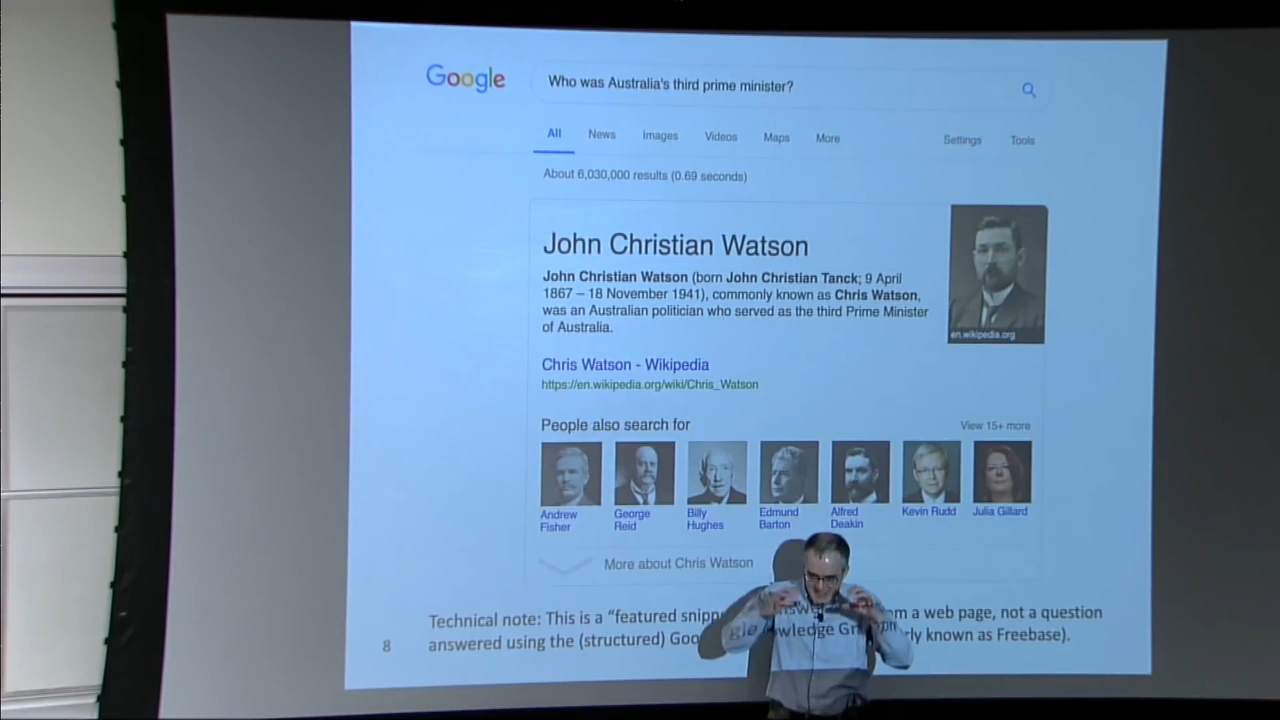 Google
Who was Australia's third prime minister?
All News Images Videos Maps More Settings Tools
About 6,030,000 results (0.69 seconds)
John Christian Watson
John Christian Watson (born John Christian Tanck; 9 April
1867 – 18 November 1941), commonly known as Chris Watson,
was an Australian politician who served as the third Prime Minister
of Australia.
en.wikipedia.org
Chris Watson - Wikipedia
https://en.wikipedia.org/wiki/Chris_Watson
People also search for View 15+ more
Andrew Fisher
George Reid
Billy Hughes
Edmund Barton
Alfred Deakin
Kevin Rudd
Julia Gillard
More about Chris Watson
Technical note: This is a “featured a web page, not a question
answered using the (structured) known as Freebase).
8